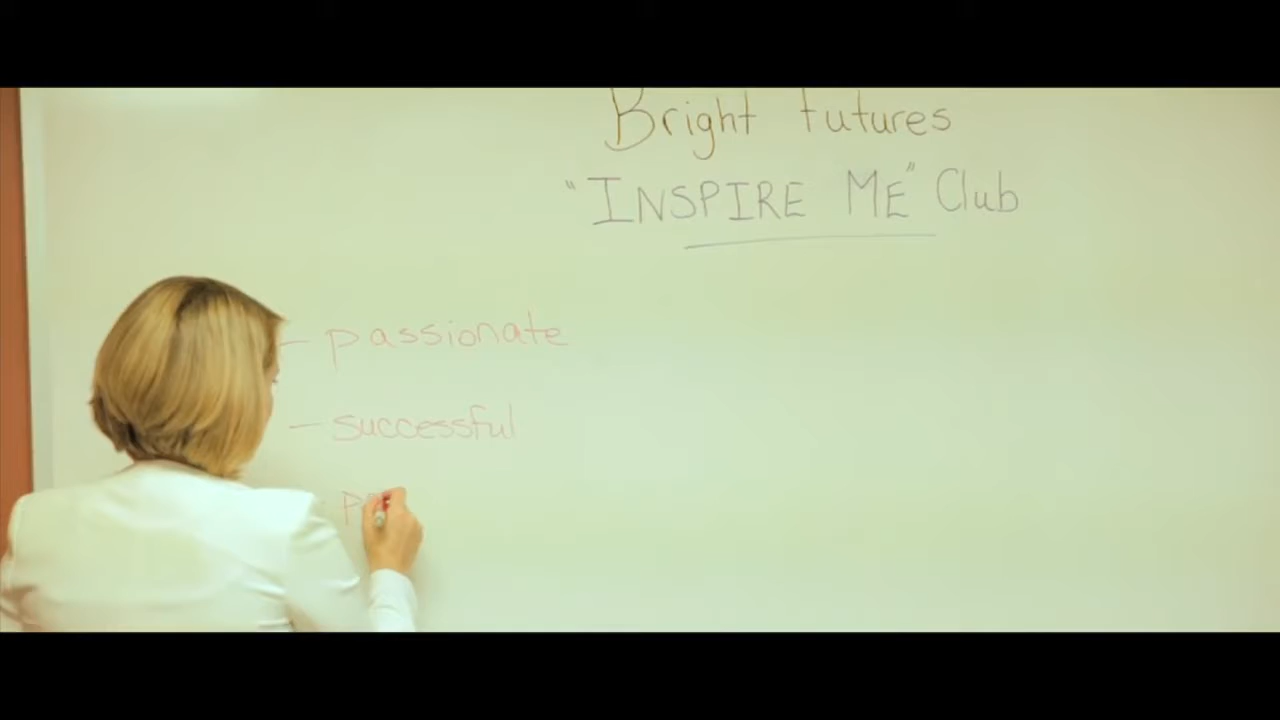 Bright futures
"INSPIRE ME" Club
- passionate
- successful